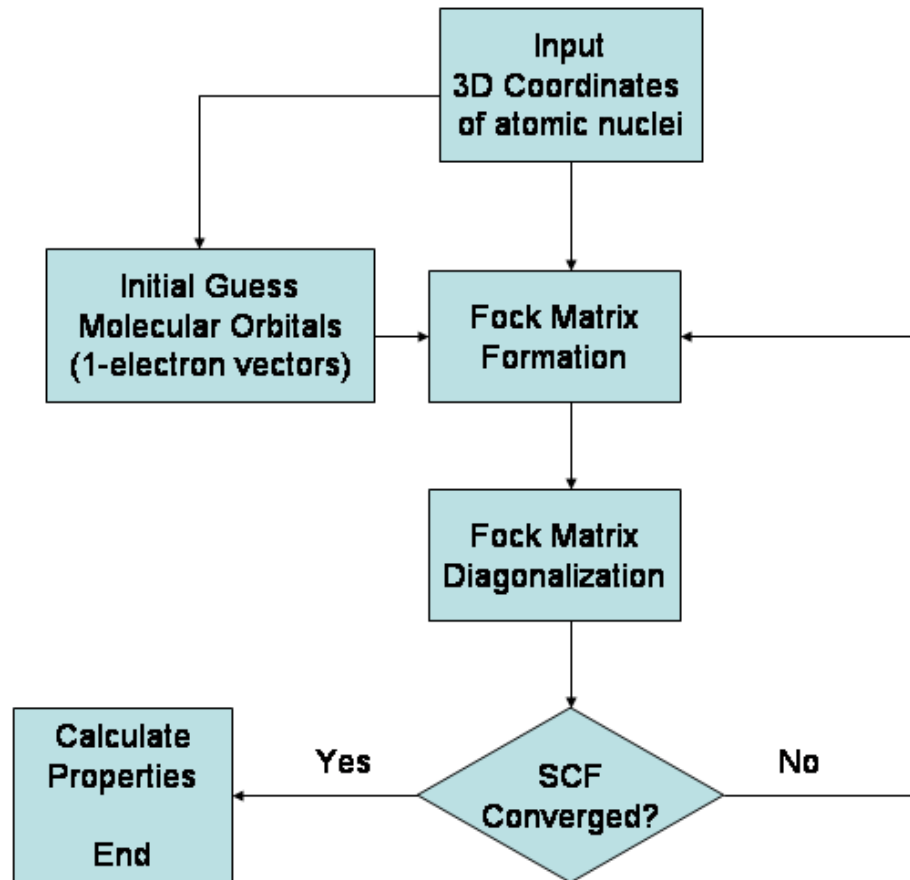 Input
3D Coordinates
of atomic nuclei
Initial Guess
Molecular Orbitals
(1-electron vectors)
Fock Matrix
Formation
Fock Matrix
Diagonalization
SCF
Converged?
Yes
No
Calculate
Properties
End